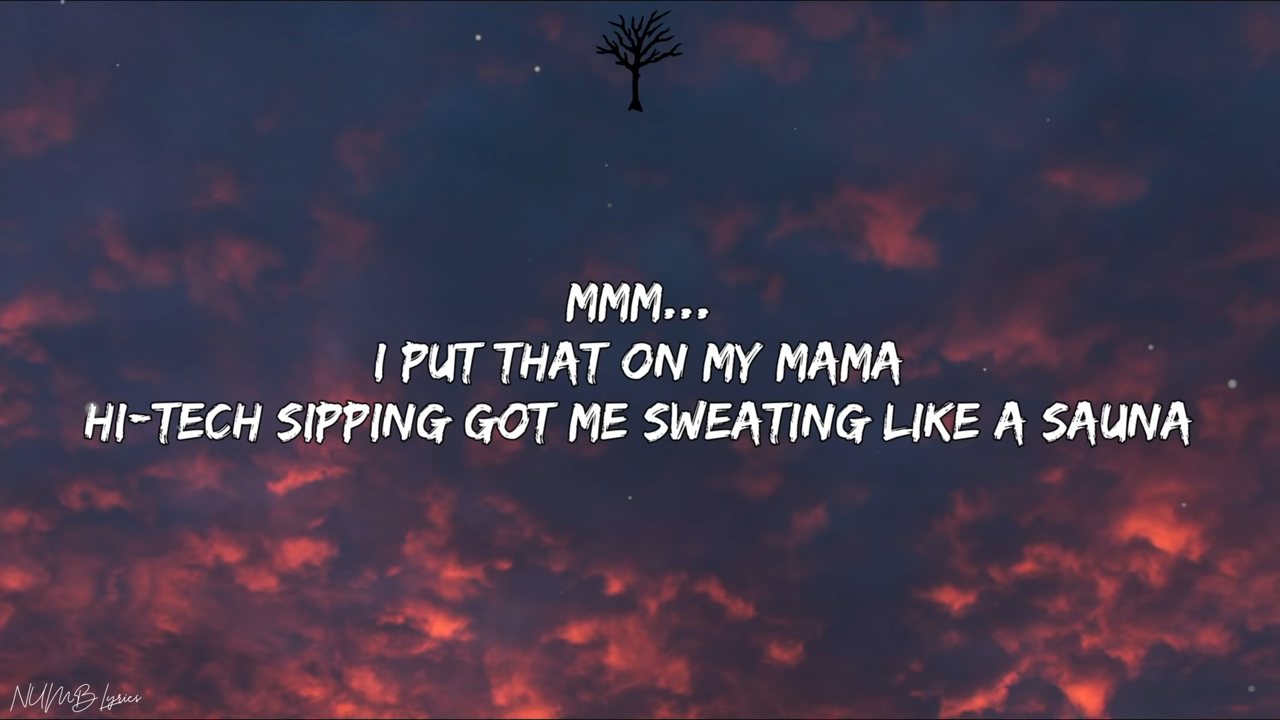 MMM...
I PUT THAT ON MY MAMA
HI-TECH SIPPING GOT ME SWEATING LIKE A SAUNA
NUMB Lyrics